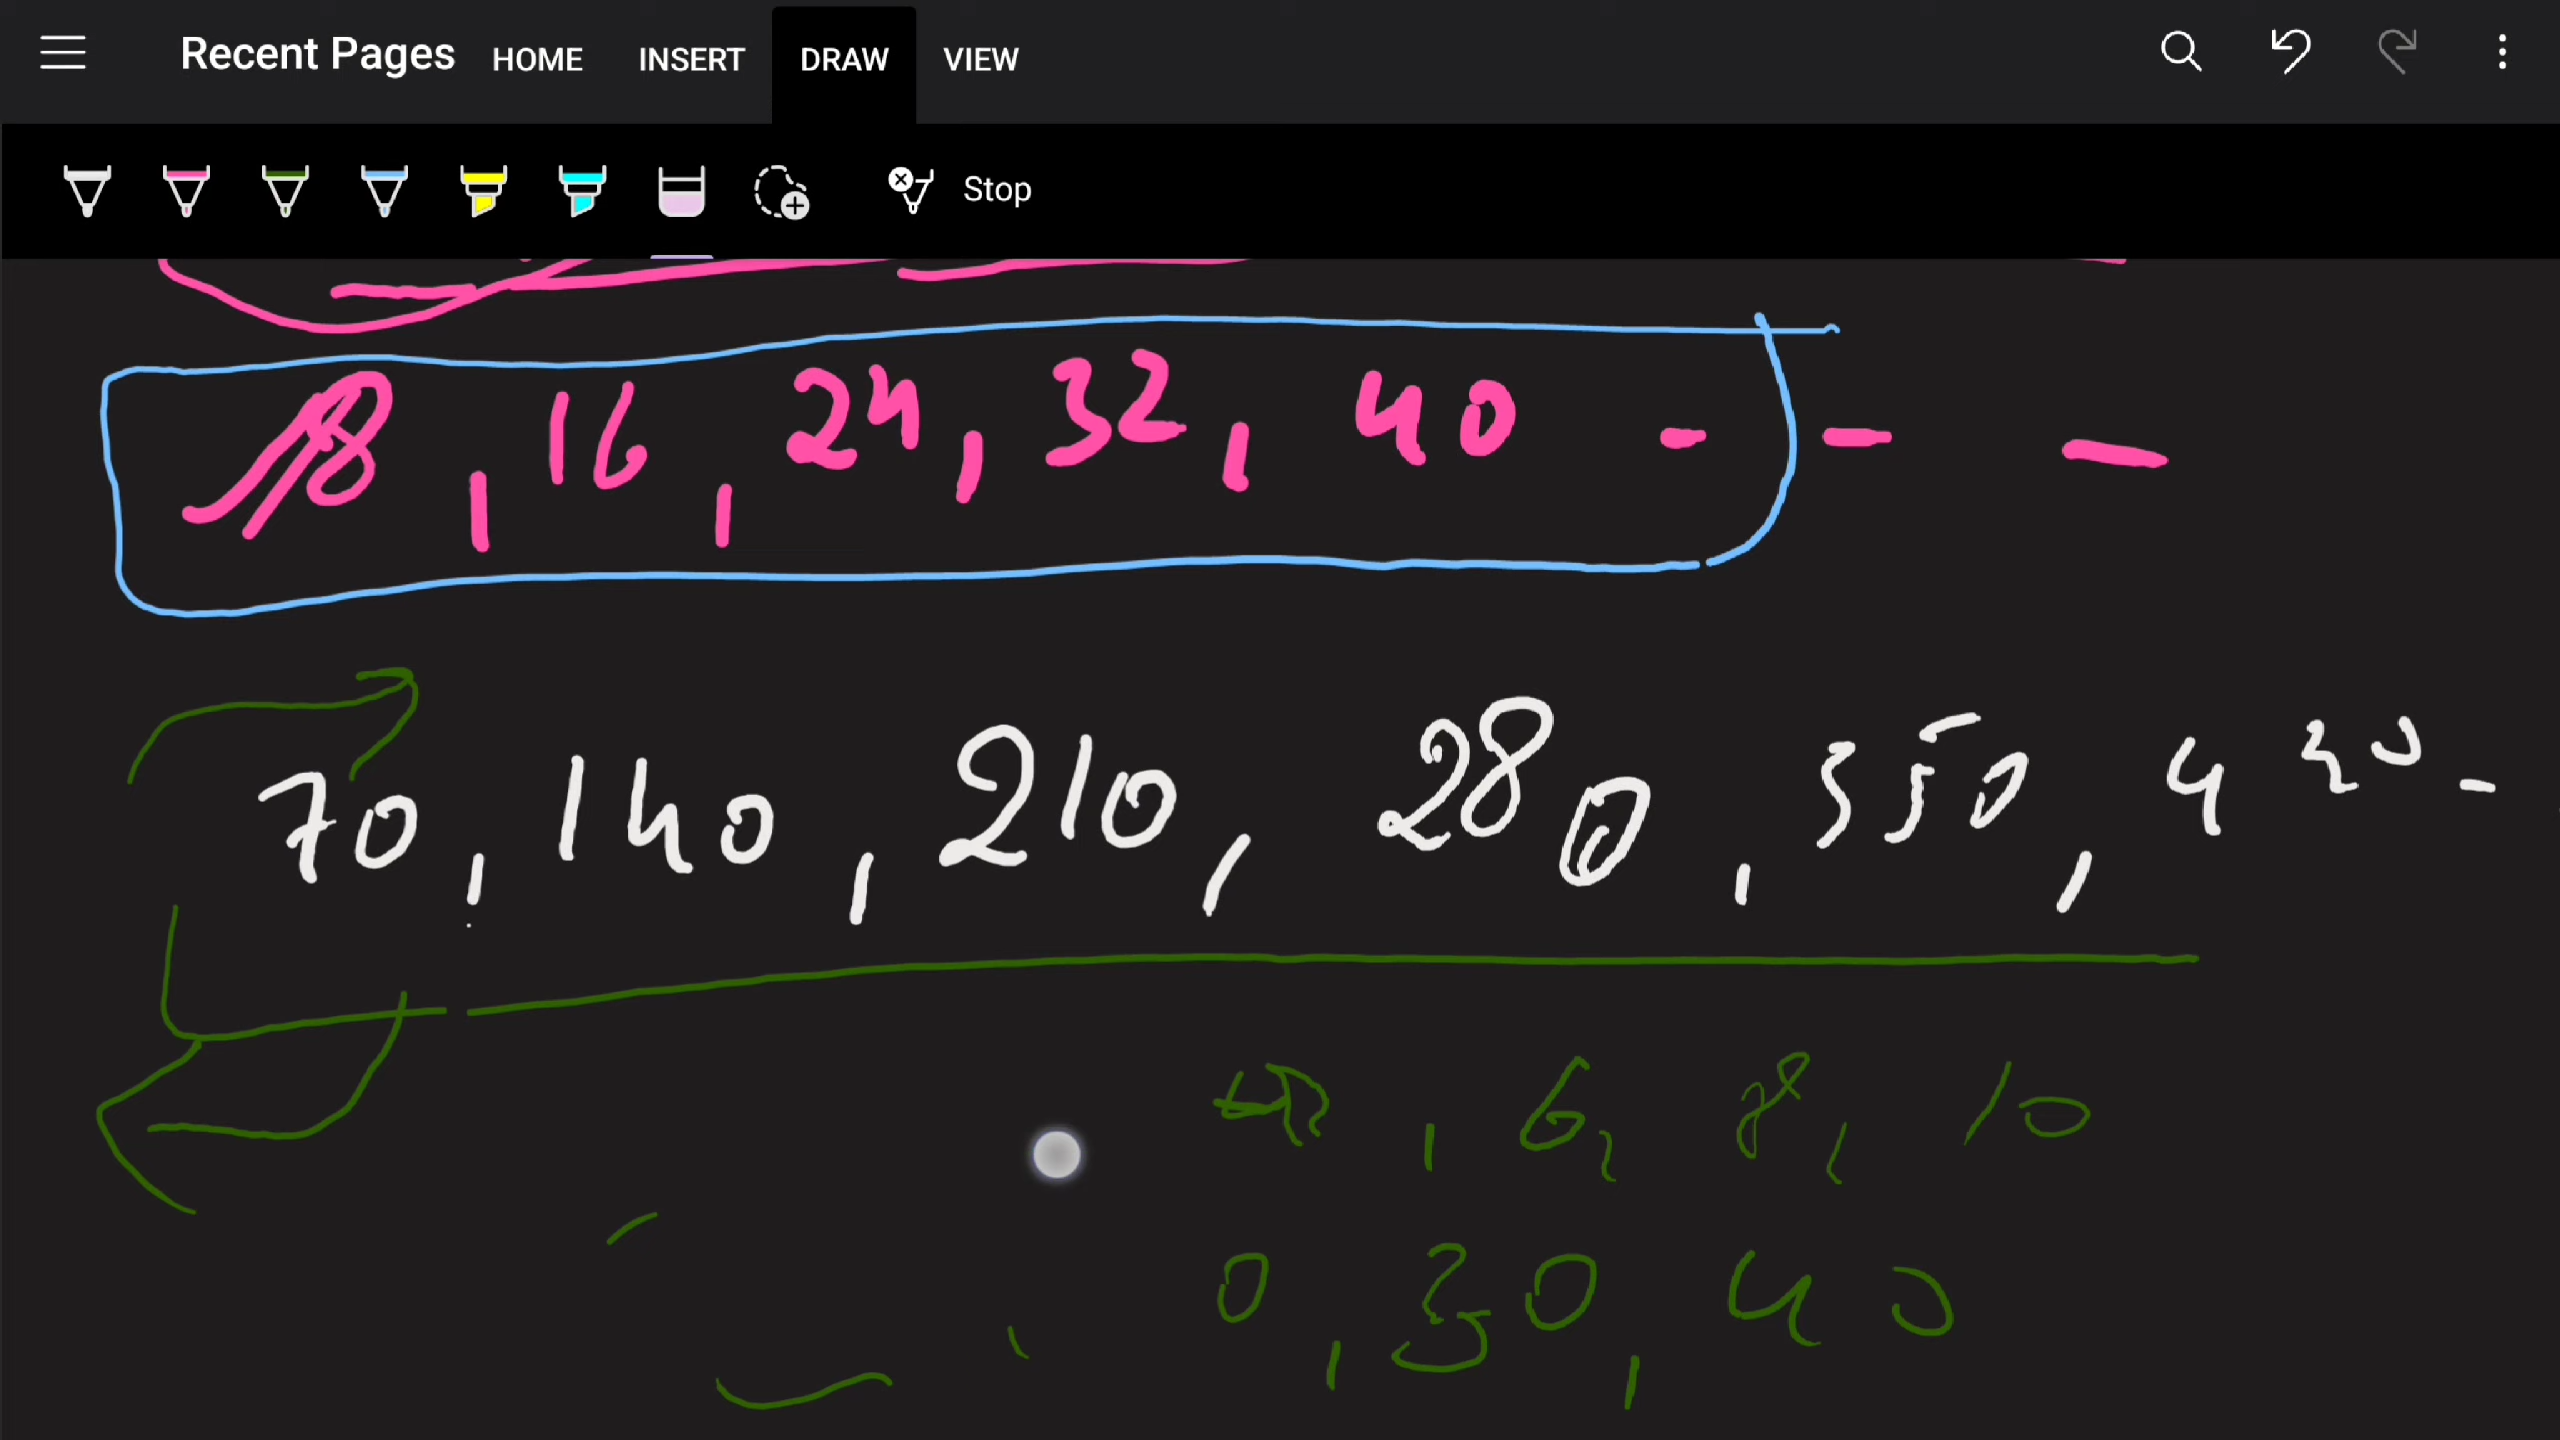 Recent Pages HOME INSERT DRAW VIEW
Stop
8, 16, 24, 32, 40 - - -
70, 140, 210, 280, 350, 420 -
, 6, 8, 10
0, 30, 40